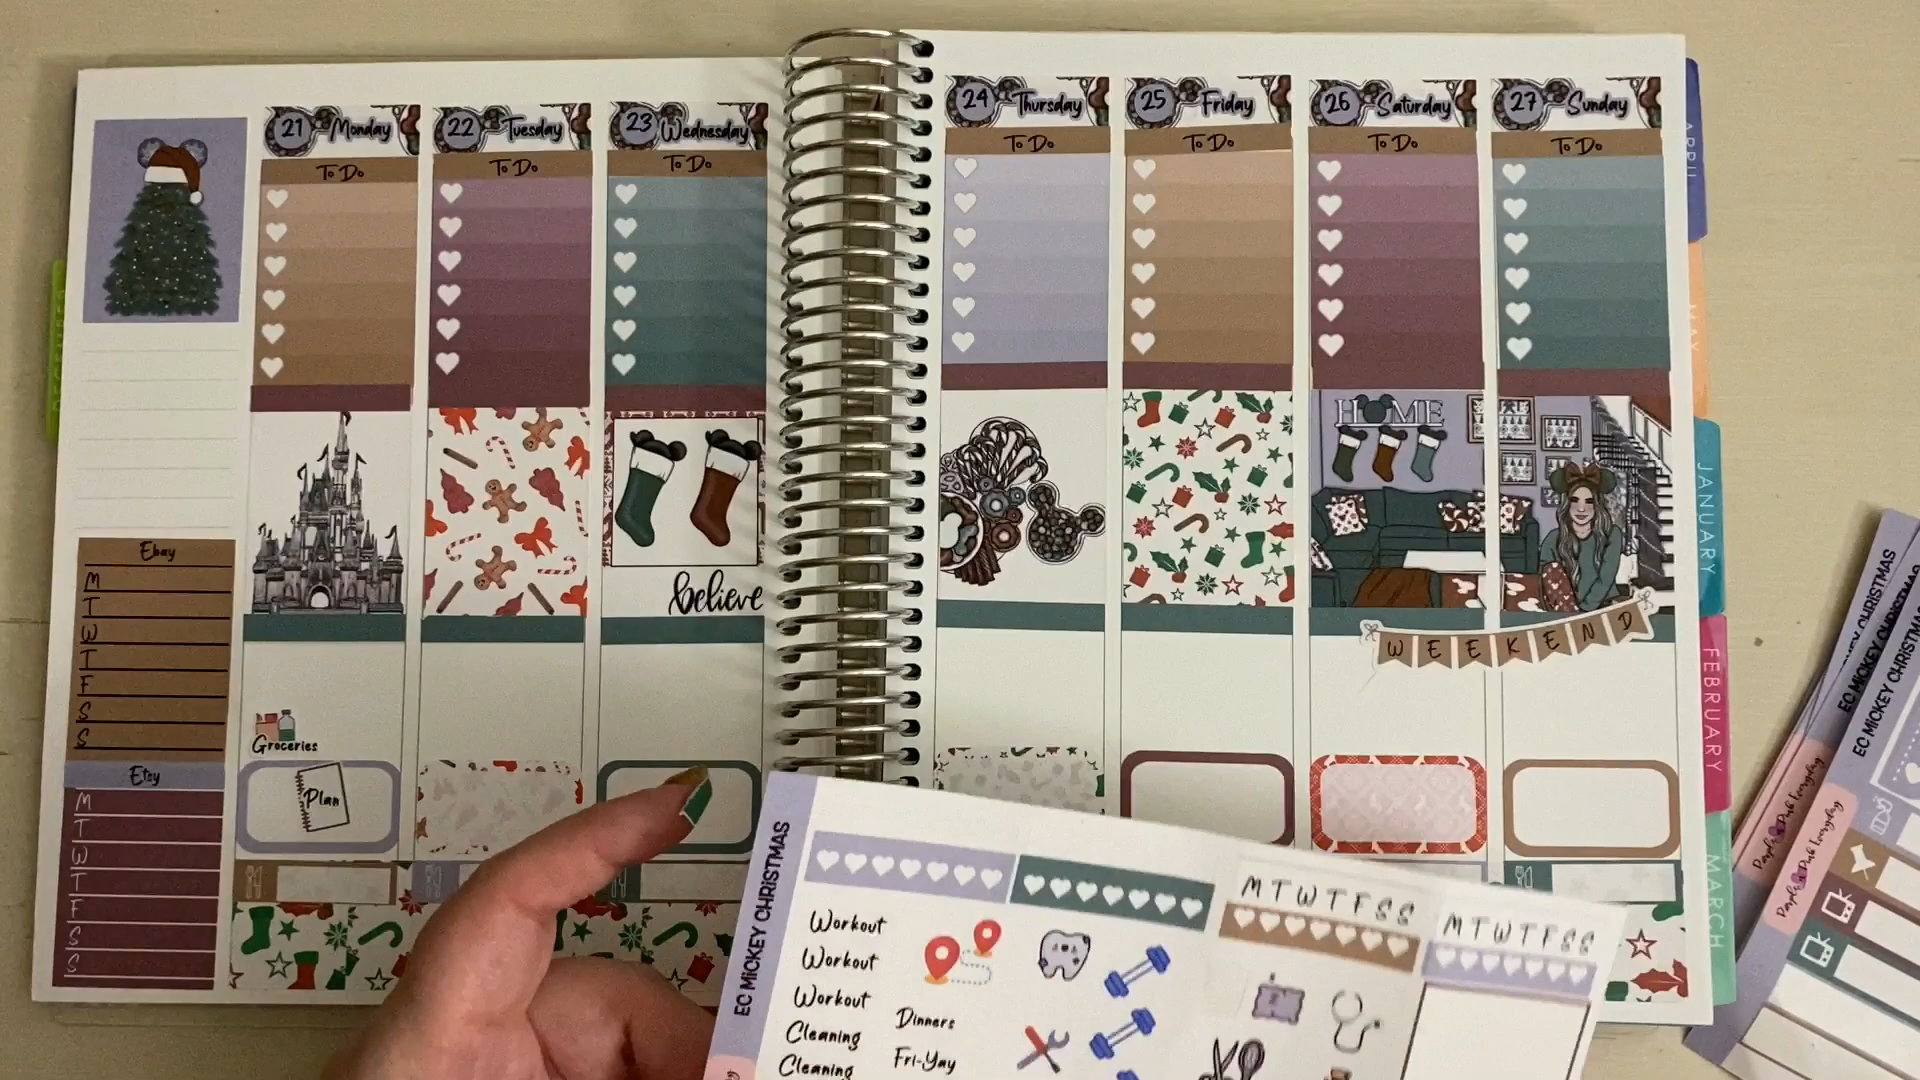 21 Monday
22 Tuesday
23 Wednesday
24 Thursday
25 Friday
26 Saturday
27 Sunday
To Do
To Do
To Do
To Do
To Do
To Do
To Do
HOME
believe
WEEKEND
Groceries
Plan
Ebay
M
T
W
T
F
S
S
Etsy
M
T
W
T
F
S
S
APRIL
MAY
JANUARY
FEBRUARY
MARCH
EC MICKEY CHRISTMAS
MTWTFSS
MTWTFSS
Workout
Workout
Workout
Cleaning
Cleaning
Dinners
Fri-Yay
EC MICKEY CHRISTMAS
EC MICKEY CHRISTMAS